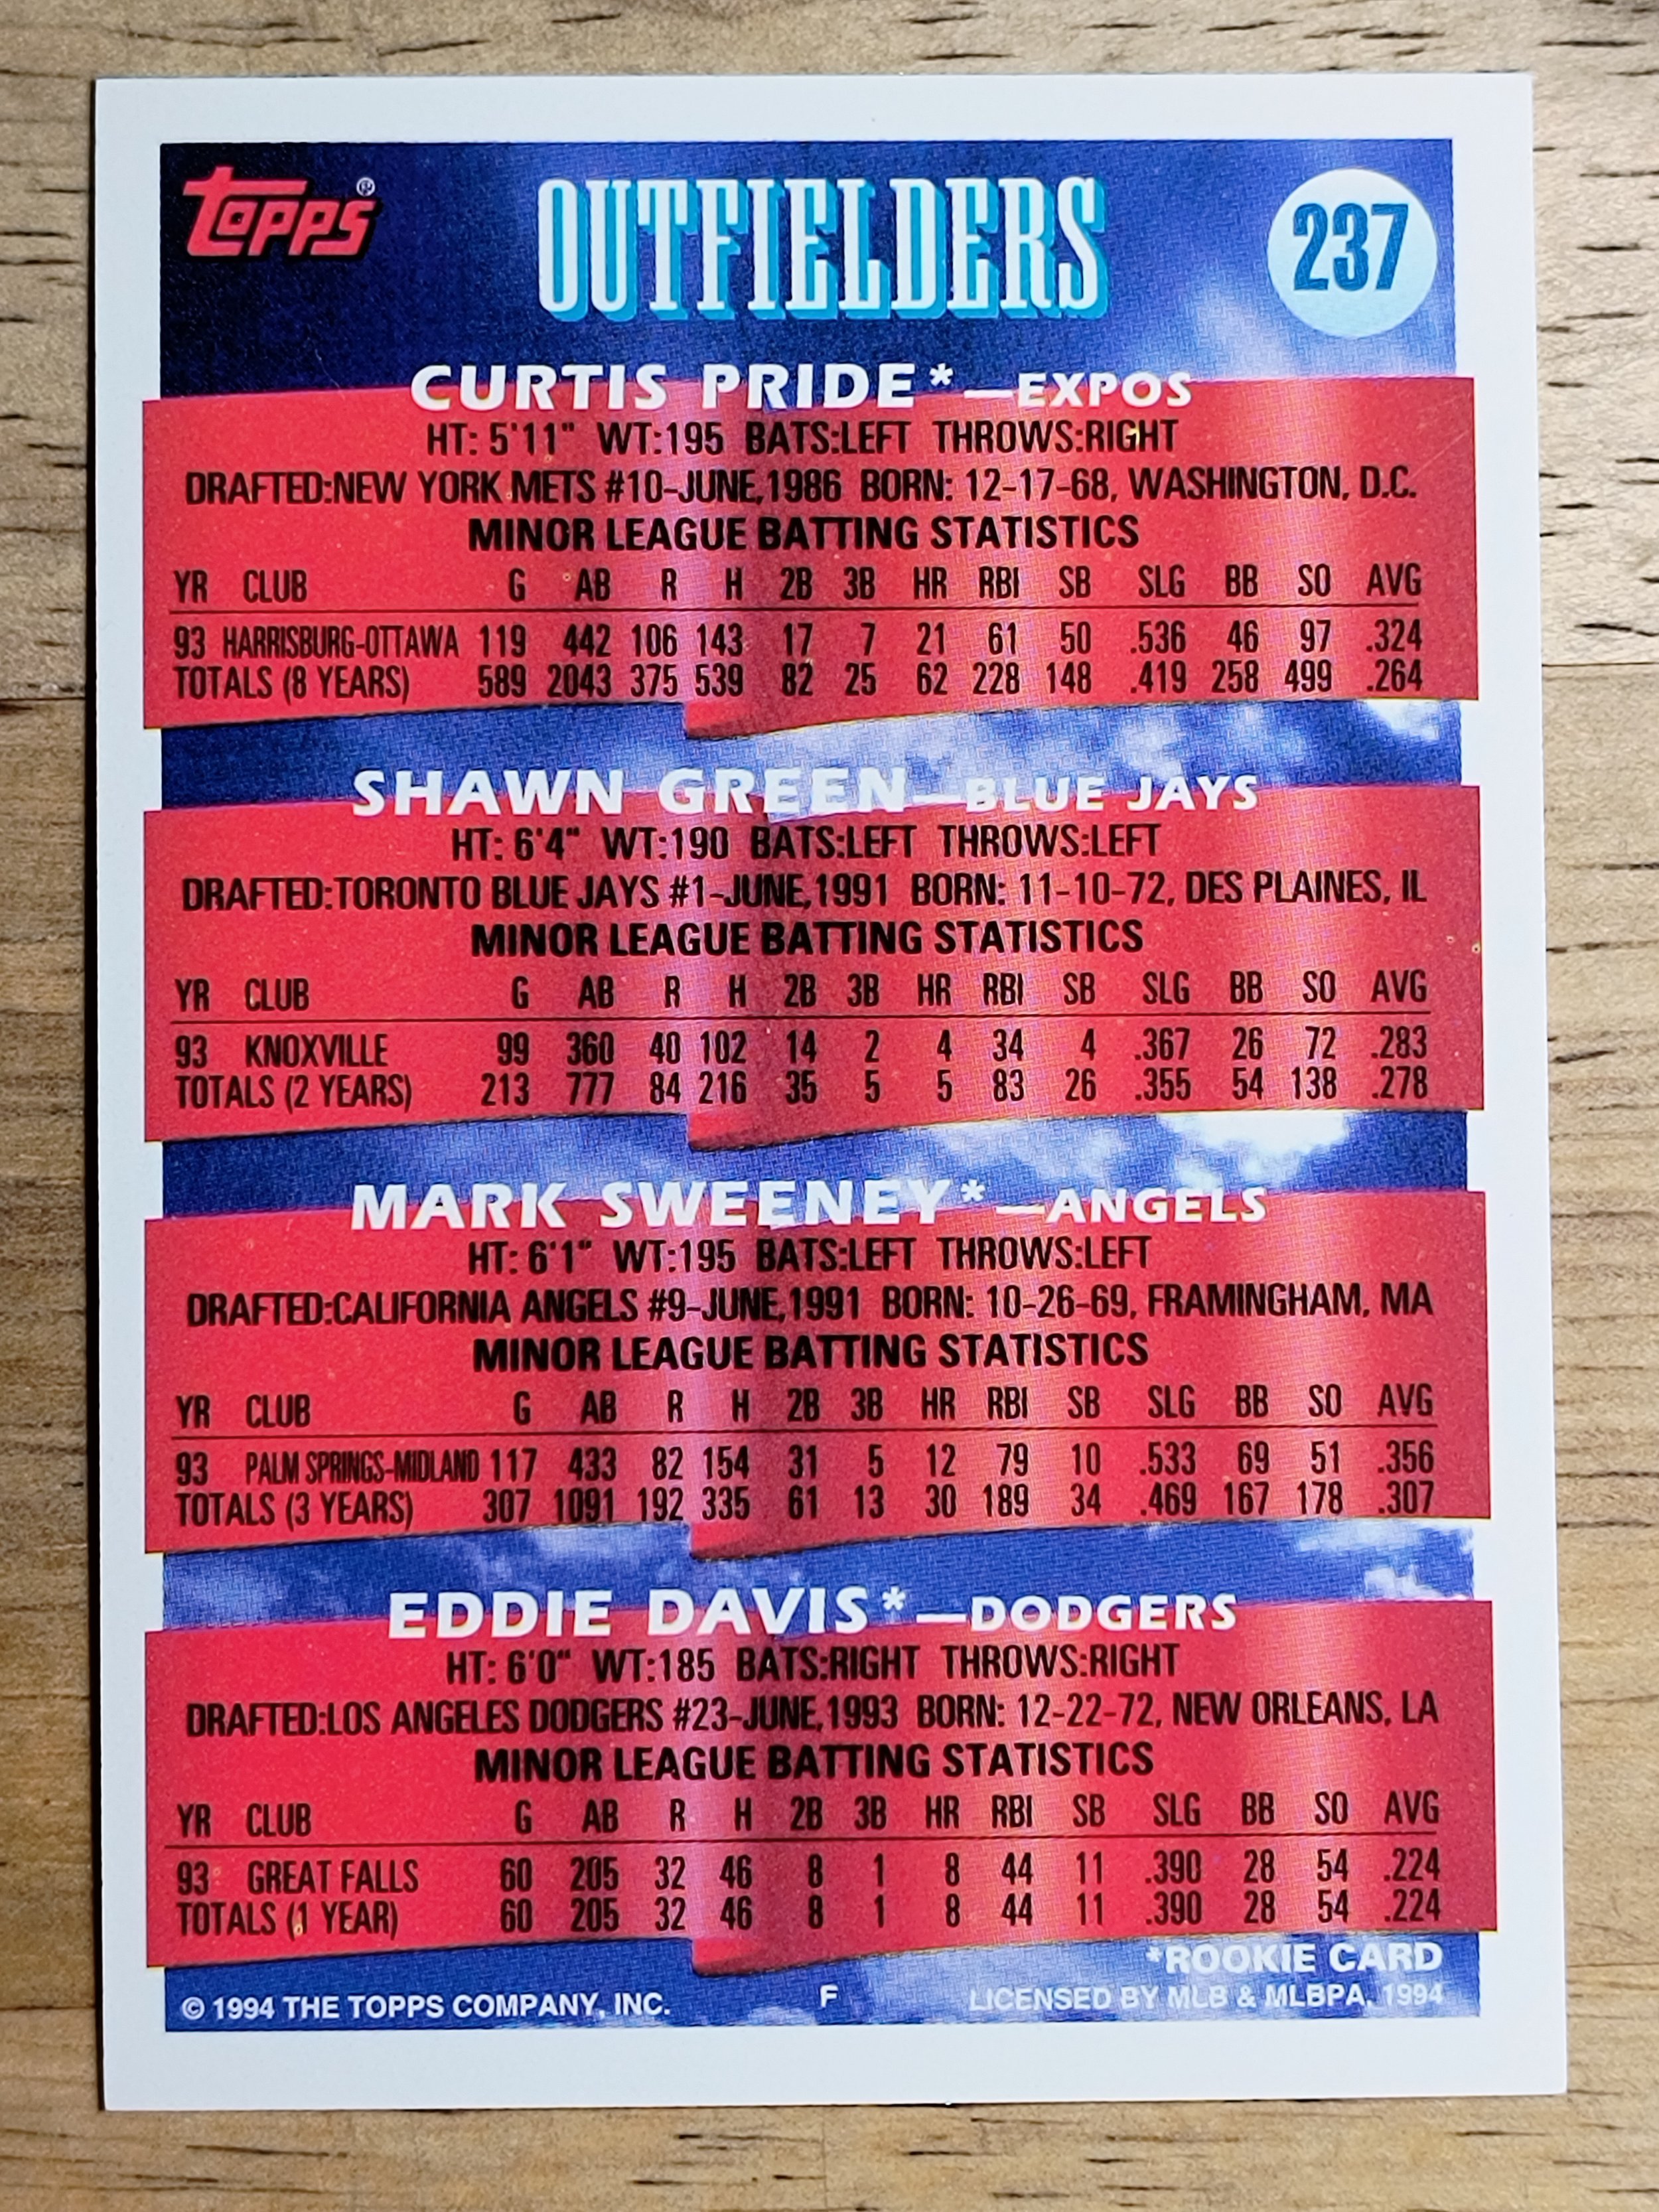 Topps®
OUTFIELDERS
237
CURTIS PRIDE* —EXPOS
HT: 5'11" WT:195 BATS:LEFT THROWS:RIGHT
DRAFTED:NEW YORK METS #10-JUNE,1986 BORN: 12-17-68, WASHINGTON, D.C.
MINOR LEAGUE BATTING STATISTICS
YR CLUB G AB R H 2B 3B HR RBI SB SLG BB SO AVG
93 HARRISBURG-OTTAWA 119 442 106 143 17 7 21 61 50 .536 46 97 .324
TOTALS (8 YEARS) 589 2043 375 539 82 25 62 228 148 .419 258 499 .264
SHAWN GREEN—BLUE JAYS
HT: 6'4" WT:190 BATS:LEFT THROWS:LEFT
DRAFTED:TORONTO BLUE JAYS #1-JUNE,1991 BORN: 11-10-72, DES PLAINES, IL
MINOR LEAGUE BATTING STATISTICS
YR CLUB G AB R H 2B 3B HR RBI SB SLG BB SO AVG
93 KNOXVILLE 99 360 40 102 14 2 4 34 4 .367 26 72 .283
TOTALS (2 YEARS) 213 777 84 216 35 5 5 83 26 .355 54 138 .278
MARK SWEENEY* —ANGELS
HT: 6'1" WT:195 BATS:LEFT THROWS:LEFT
DRAFTED:CALIFORNIA ANGELS #9-JUNE,1991 BORN: 10-26-69, FRAMINGHAM, MA
MINOR LEAGUE BATTING STATISTICS
YR CLUB G AB R H 2B 3B HR RBI SB SLG BB SO AVG
93 PALM SPRINGS-MIDLAND 117 433 82 154 31 5 12 79 10 .533 69 51 .356
TOTALS (3 YEARS) 307 1091 192 335 61 13 30 189 34 .469 167 178 .307
EDDIE DAVIS*—DODGERS
HT: 6'0" WT:185 BATS:RIGHT THROWS:RIGHT
DRAFTED:LOS ANGELES DODGERS #23-JUNE,1993 BORN: 12-22-72, NEW ORLEANS, LA
MINOR LEAGUE BATTING STATISTICS
YR CLUB G AB R H 2B 3B HR RBI SB SLG BB SO AVG
93 GREAT FALLS 60 205 32 46 8 1 8 44 11 .390 28 54 .224
TOTALS (1 YEAR) 60 205 32 46 8 1 8 44 11 .390 28 54 .224
*ROOKIE CARD
© 1994 THE TOPPS COMPANY, INC. F LICENSED BY MLB & MLBPA, 1994